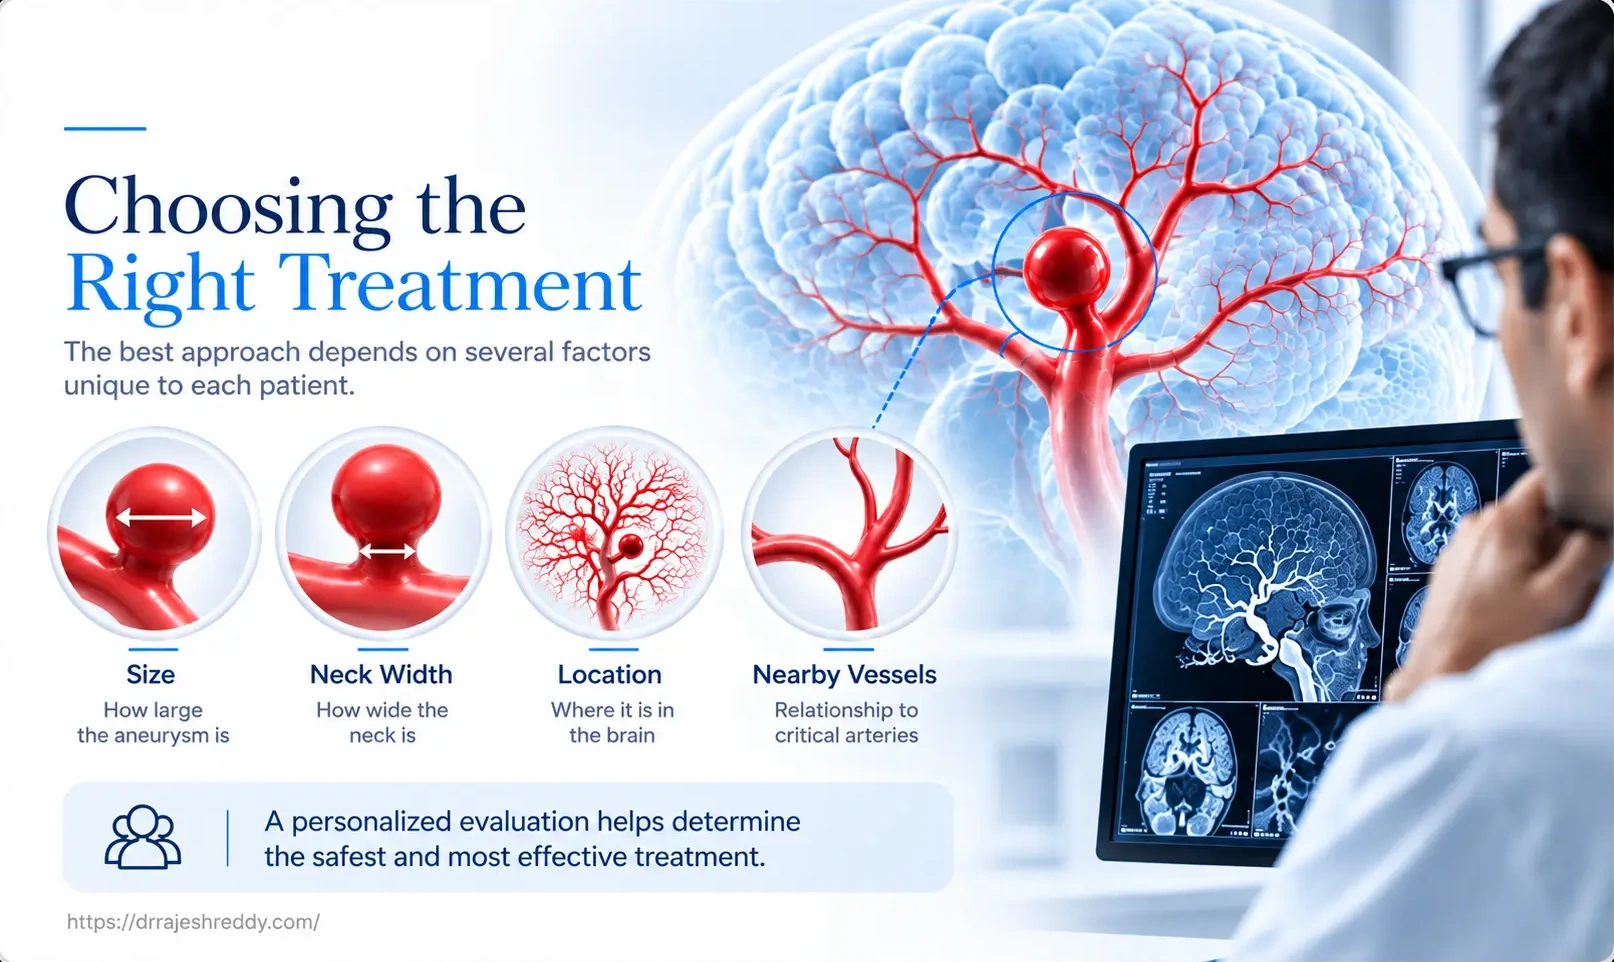 Choosing the
Right Treatment
The best approach depends on several factors
unique to each patient.
Size
How large
the aneurysm is
Neck Width
How wide the
neck is
Location
Where it is in
the brain
Nearby Vessels
Relationship to
critical arteries
A personalized evaluation helps determine
the safest and most effective treatment.
https://drrajeshreddy.com/